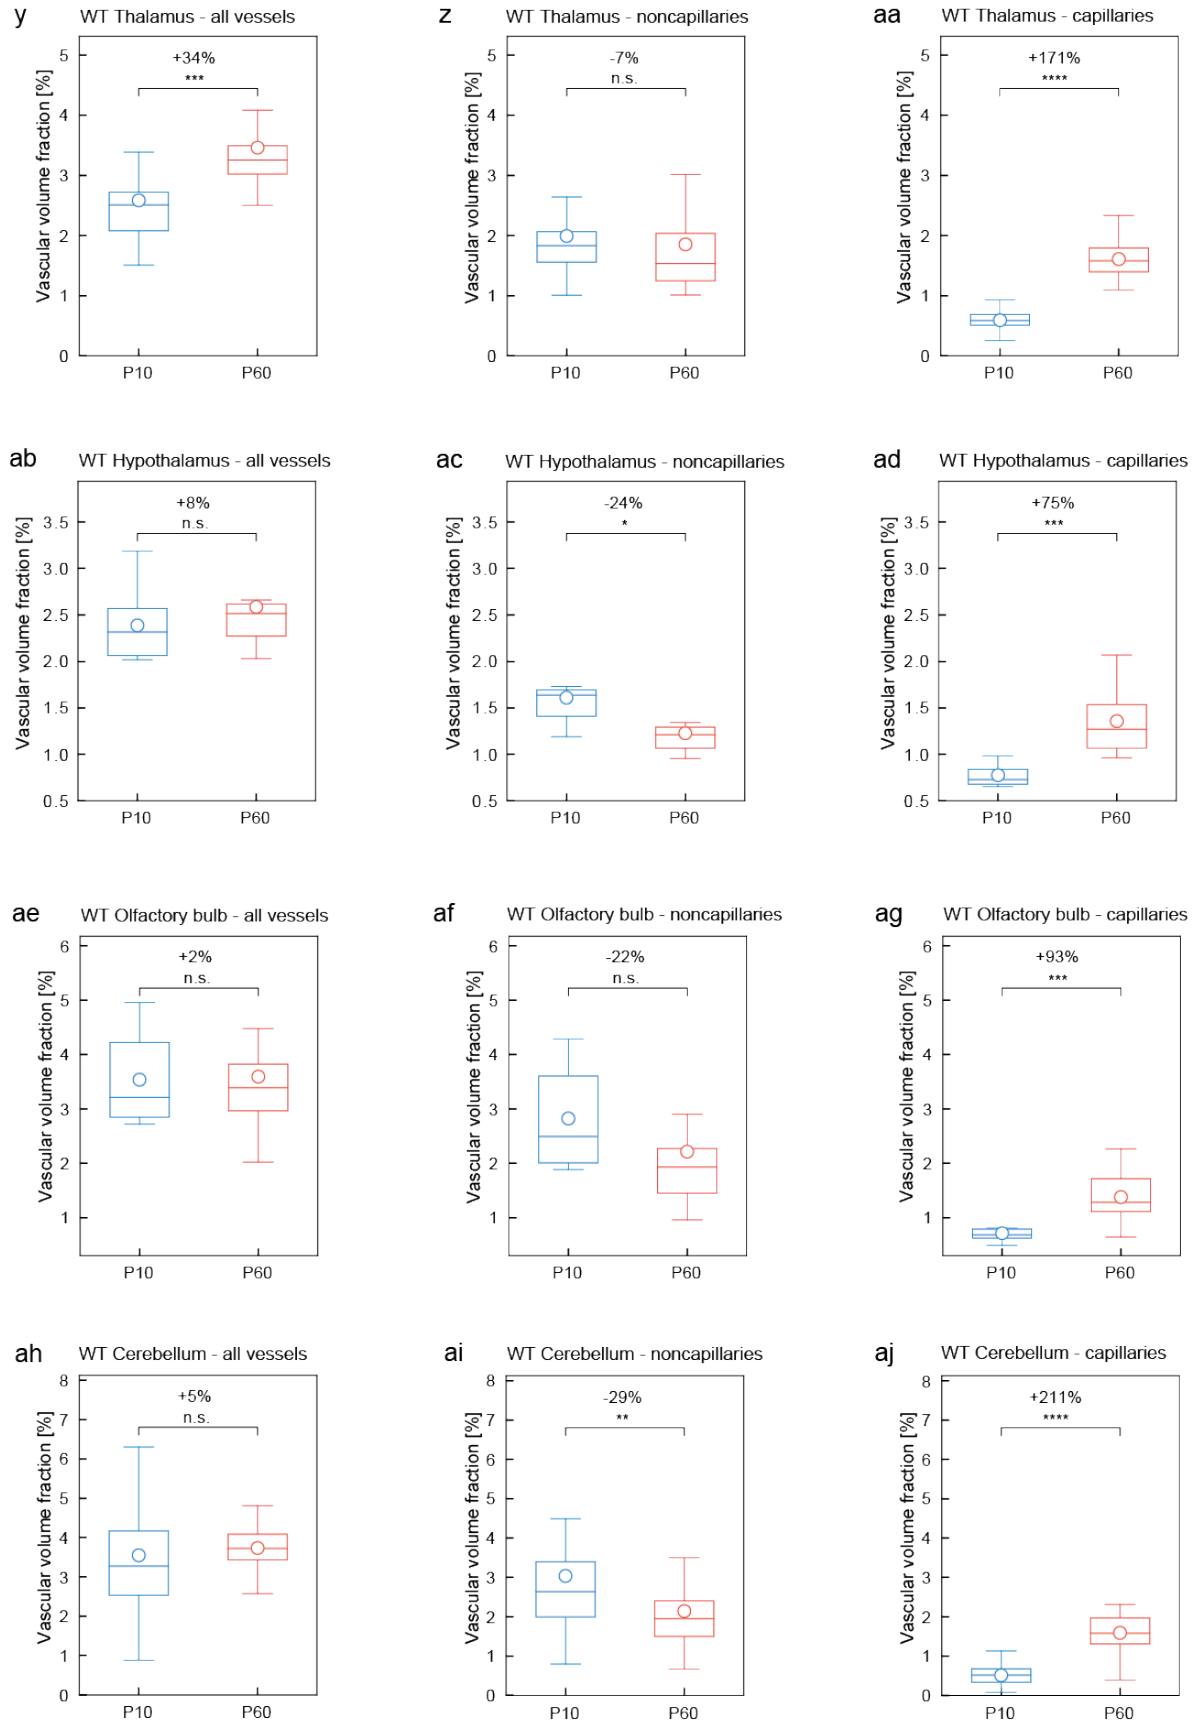 y WT Thalamus - all vessels
Vascular volume fraction [%]
5
4
3
2
1
0
+34%
***
P10 P60
z WT Thalamus - noncapillaries
Vascular volume fraction [%]
5
4
3
2
1
0
-7%
n.s.
P10 P60
aa WT Thalamus - capillaries
Vascular volume fraction [%]
5
4
3
2
1
0
+171%
****
P10 P60
ab WT Hypothalamus - all vessels
Vascular volume fraction [%]
3.5
3.0
2.5
2.0
1.5
1.0
0.5
+8%
n.s.
P10 P60
ac WT Hypothalamus - noncapillaries
Vascular volume fraction [%]
3.5
3.0
2.5
2.0
1.5
1.0
0.5
-24%
*
P10 P60
ad WT Hypothalamus - capillaries
Vascular volume fraction [%]
3.5
3.0
2.5
2.0
1.5
1.0
0.5
+75%
***
P10 P60
ae WT Olfactory bulb - all vessels
Vascular volume fraction [%]
6
5
4
3
2
1
+2%
n.s.
P10 P60
af WT Olfactory bulb - noncapillaries
Vascular volume fraction [%]
6
5
4
3
2
1
-22%
n.s.
P10 P60
ag WT Olfactory bulb - capillaries
Vascular volume fraction [%]
6
5
4
3
2
1
+93%
***
P10 P60
ah WT Cerebellum - all vessels
Vascular volume fraction [%]
8
7
6
5
4
3
2
1
0
+5%
n.s.
P10 P60
ai WT Cerebellum - noncapillaries
Vascular volume fraction [%]
8
7
6
5
4
3
2
1
0
-29%
**
P10 P60
aj WT Cerebellum - capillaries
Vascular volume fraction [%]
8
7
6
5
4
3
2
1
0
+211%
****
P10 P60